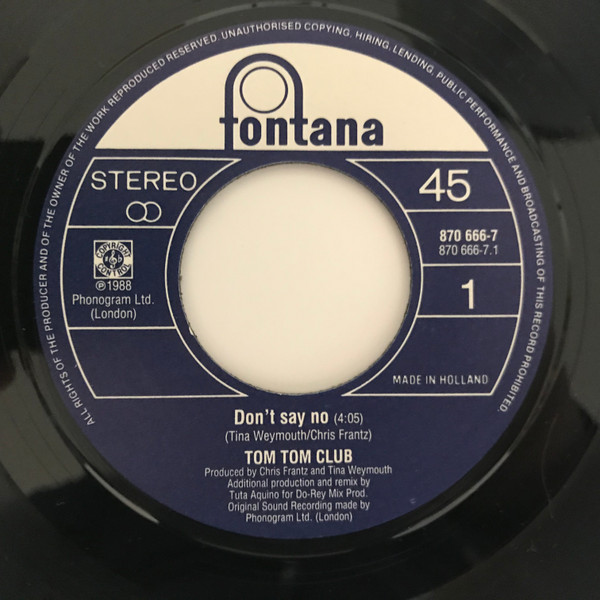 ALL RIGHTS OF THE PRODUCER AND OF THE OWNER OF THE WORK REPRODUCED RESERVED. UNAUTHORISED COPYING, HIRING, LENDING, PUBLIC PERFORMANCE AND BROADCASTING OF THIS RECORD PROHIBITED.
fontana
STEREO
45
870 666-7
870 666-7.1
COPYRIGHT CONTROL
℗1988
Phonogram Ltd.
(London)
1
MADE IN HOLLAND
Don't say no (4:05)
(Tina Weymouth/Chris Frantz)
TOM TOM CLUB
Produced by Chris Frantz and Tina Weymouth
Additional production and remix by
Tuta Aquino for Do-Rey Mix Prod.
Original Sound Recording made by
Phonogram Ltd. (London)